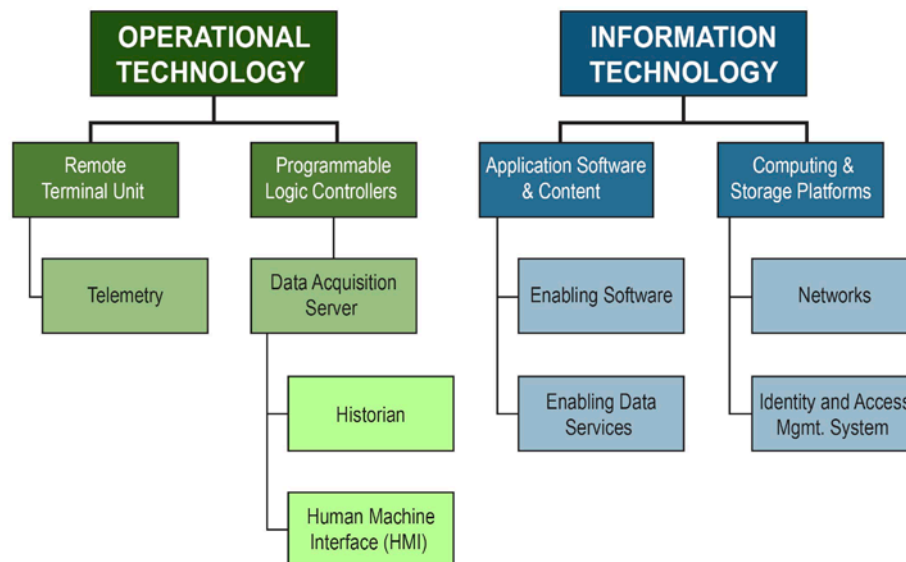 OPERATIONAL
TECHNOLOGY
INFORMATION
TECHNOLOGY
Remote
Terminal Unit
Programmable
Logic Controllers
Application Software
& Content
Computing &
Storage Platforms
Telemetry
Data Acquisition
Server
Enabling Software
Networks
Historian
Enabling Data
Services
Identity and Access
Mgmt. System
Human Machine
Interface (HMI)